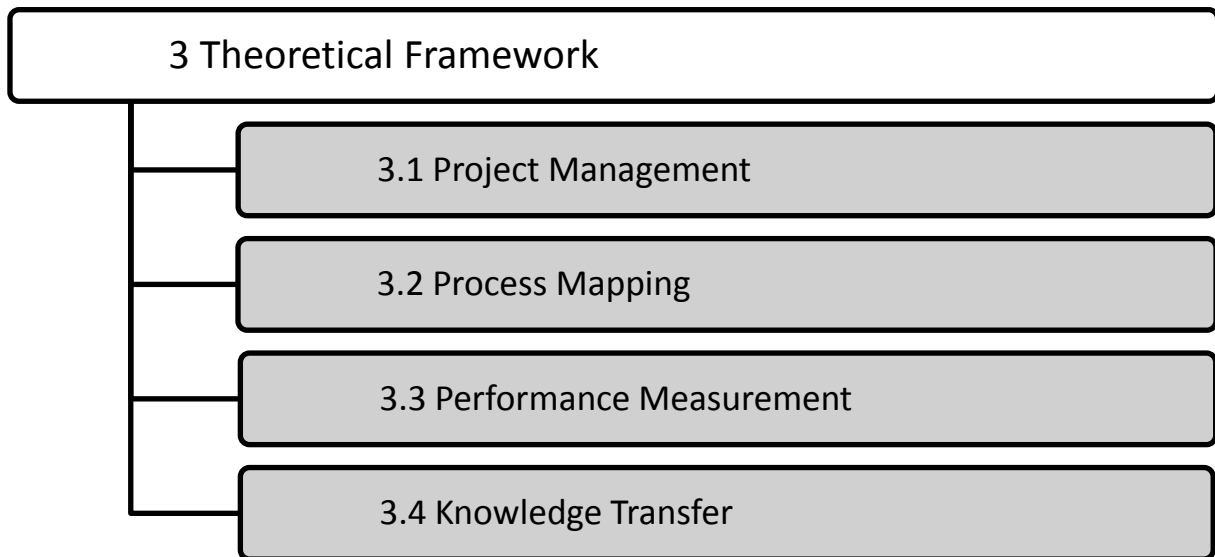 3 Theoretical Framework
3.1 Project Management
3.2 Process Mapping
3.3 Performance Measurement
3.4 Knowledge Transfer